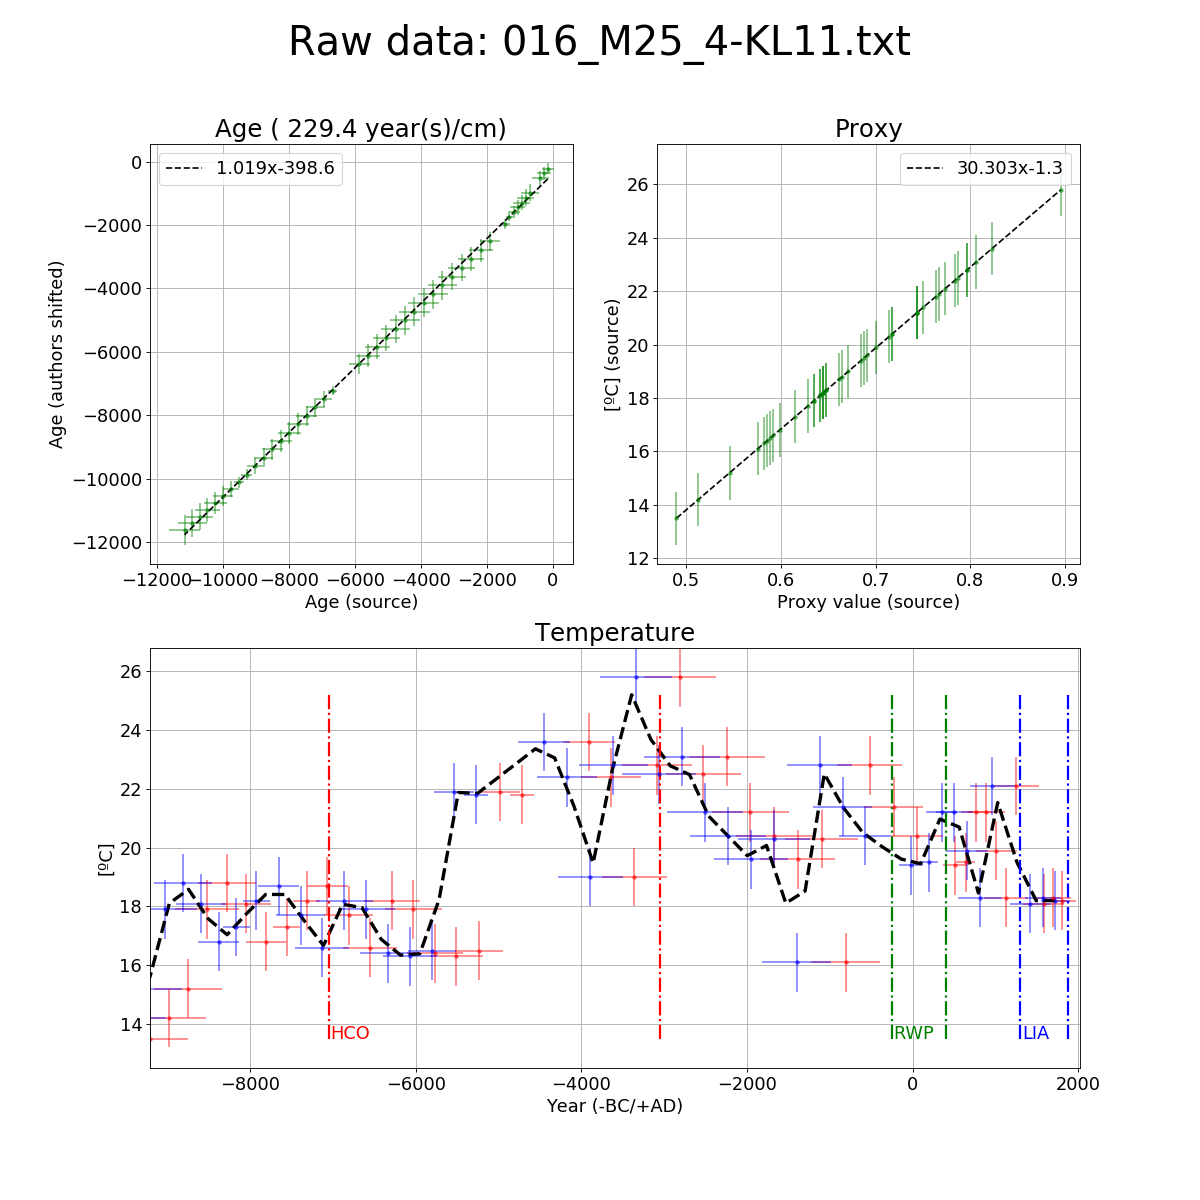 Raw data: 016_M25_4-KL11.txt
Age ( 229.4 year(s)/cm)
Proxy
1.019x-398.6
30.303x-1.3
0
−2000
−4000
−6000
−8000
−10000
−12000
Age (authors shifted)
−12000 −10000 −8000 −6000 −4000 −2000 0
Age (source)
26
24
22
20
18
16
14
12
[ºC] (source)
0.5 0.6 0.7 0.8 0.9
Proxy value (source)
Temperature
26
24
22
20
18
16
14
[ºC]
HCO
RWP
LIA
−8000 −6000 −4000 −2000 0 2000
Year (-BC/+AD)